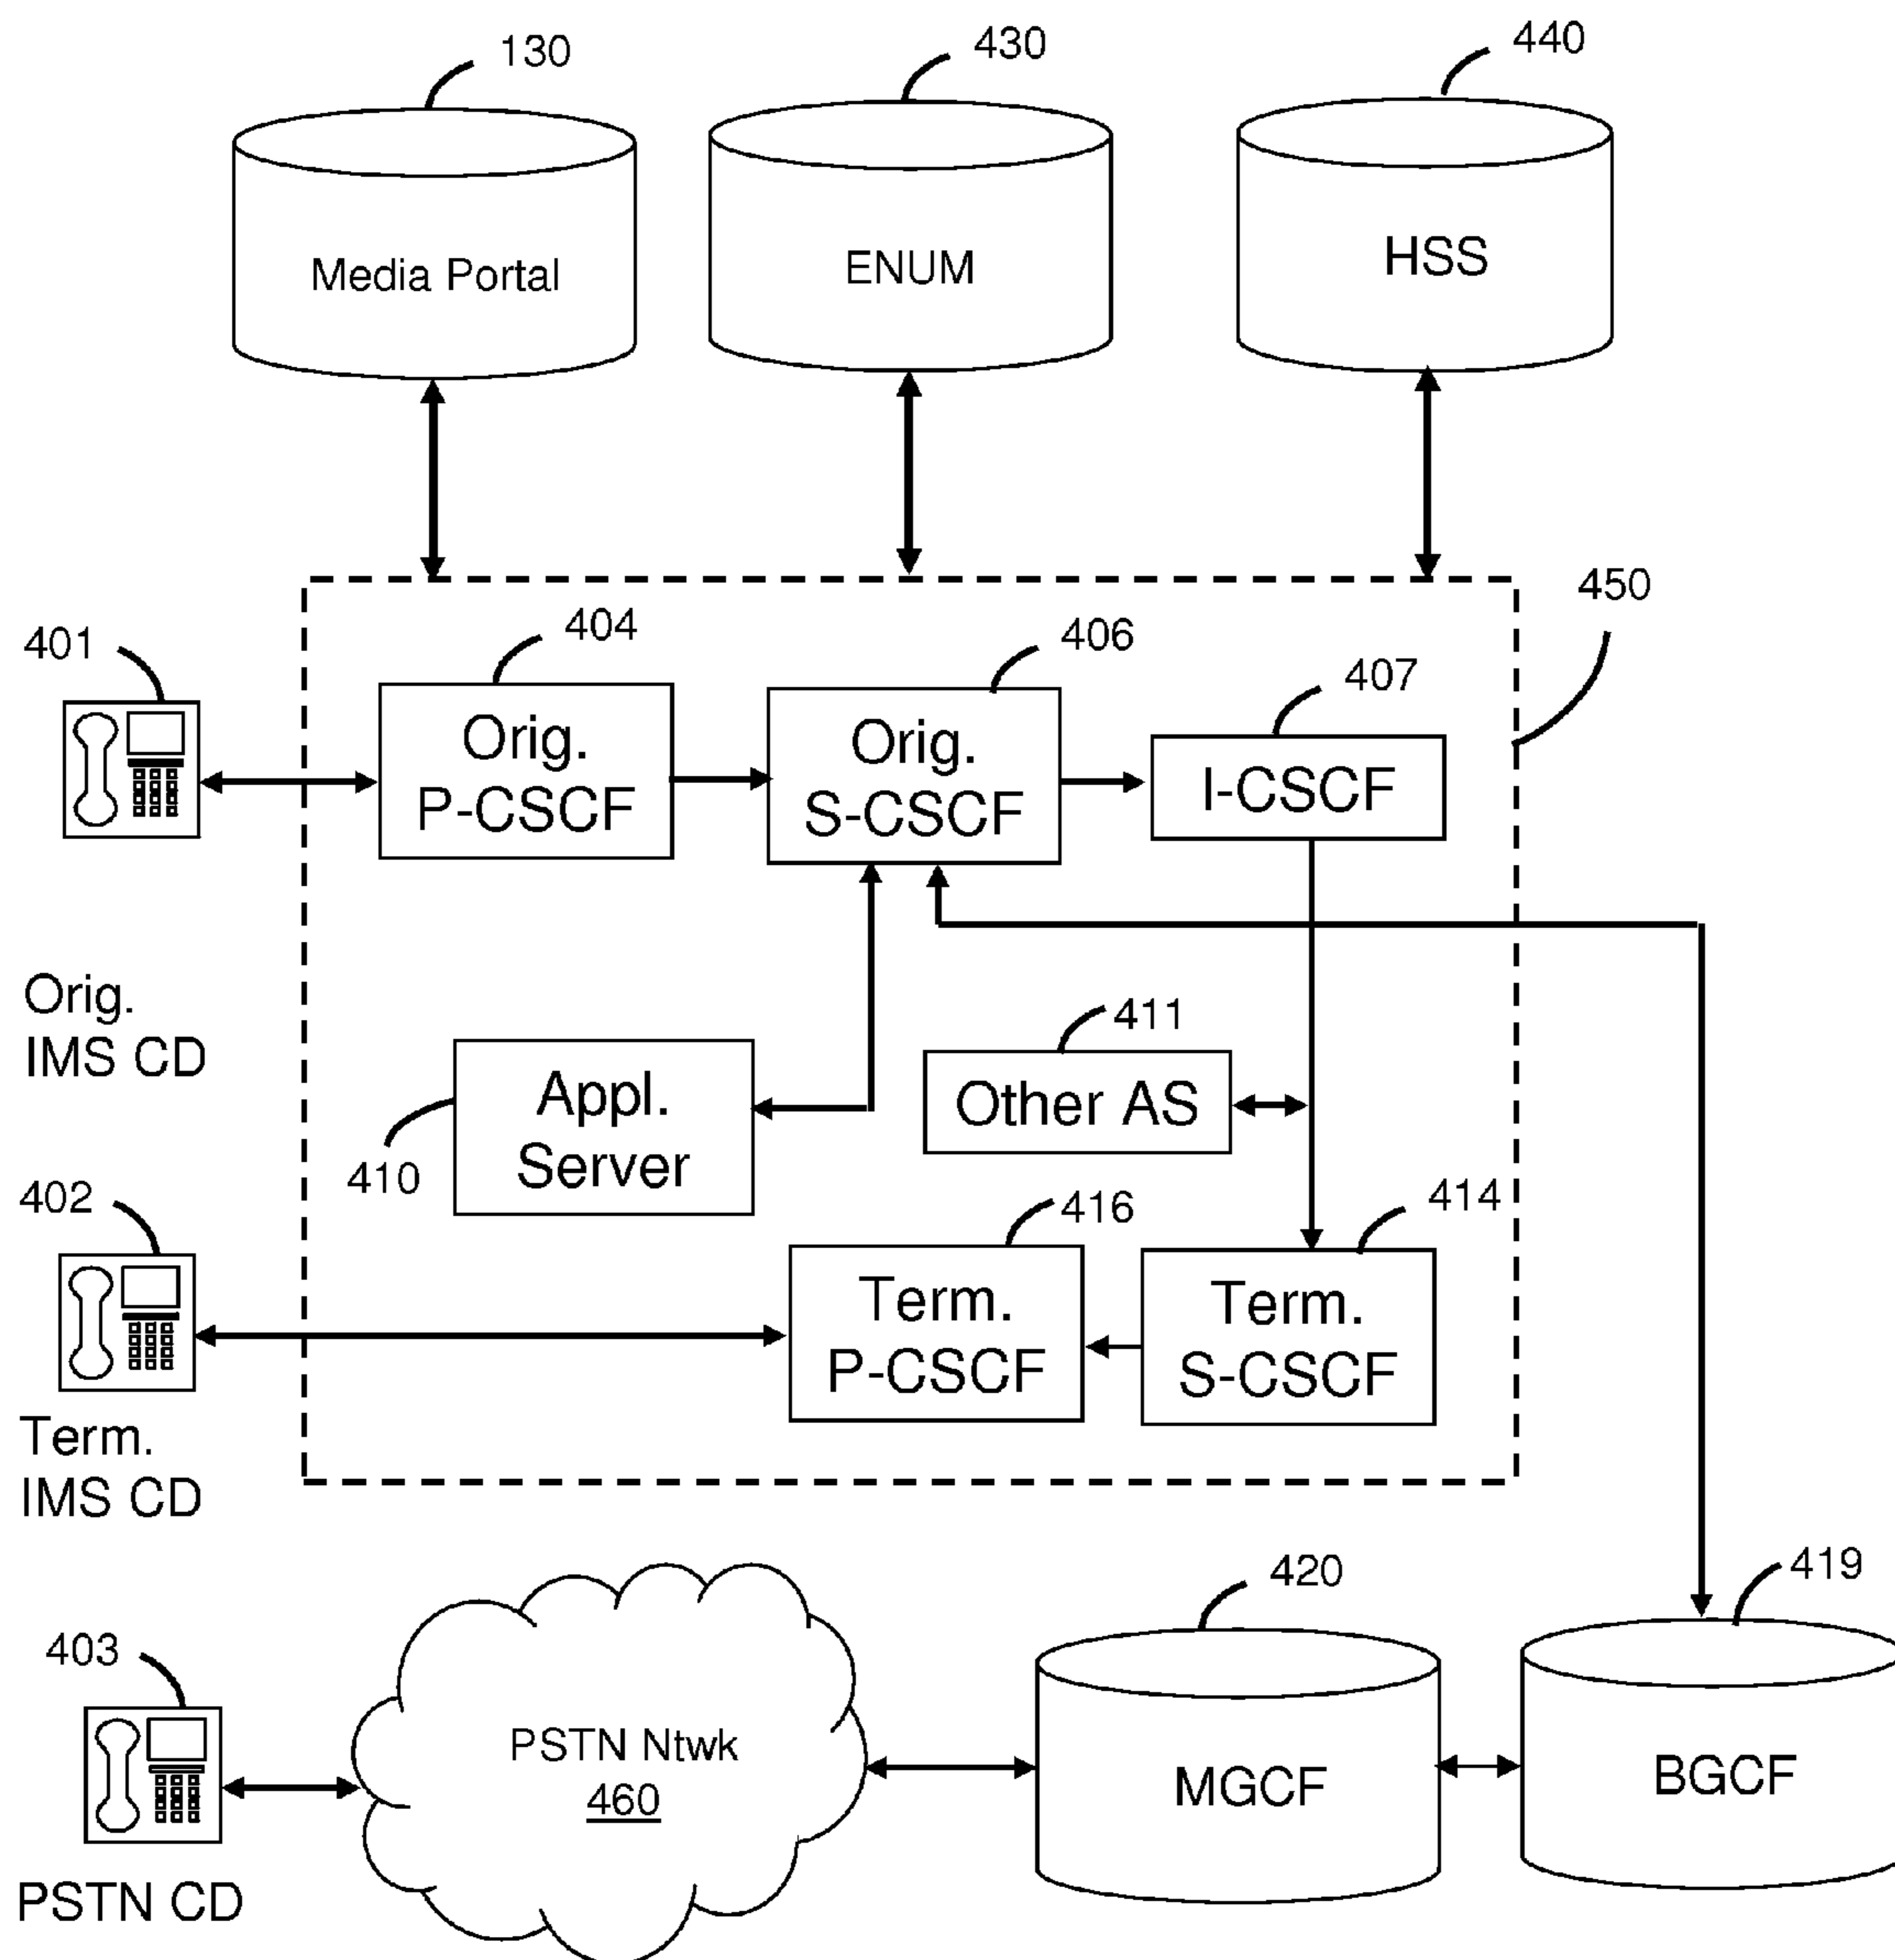 130
430
440
Media Portal
ENUM
HSS
450
401
404
406
407
Orig.
P-CSCF
Orig.
S-CSCF
I-CSCF
Orig.
IMS CD
411
Appl.
Server
Other AS
410
402
416
414
Term.
P-CSCF
Term.
S-CSCF
Term.
IMS CD
420
419
403
PSTN Ntwk
460
MGCF
BGCF
PSTN CD